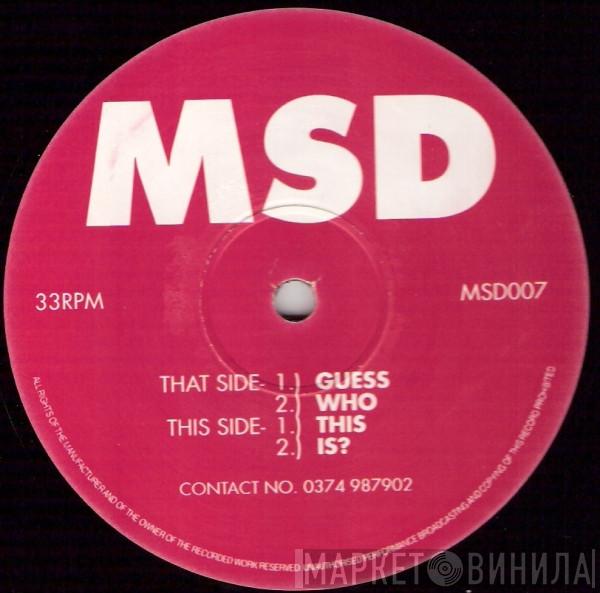 MSD
33RPM
MSD007
THAT SIDE- 1.) GUESS
2.) WHO
THIS SIDE- 1.) THIS
2.) IS?
CONTACT NO. 0374 987902
ALL RIGHTS OF THE MANUFACTURER AND OF THE OWNER OF THE RECORDED WORK RESERVED. UNAUTHORISED PERFORMANCE BROADCASTING AND COPYING OF THIS RECORD PROHIBITED
МАРКЕТ ВИНИЛА